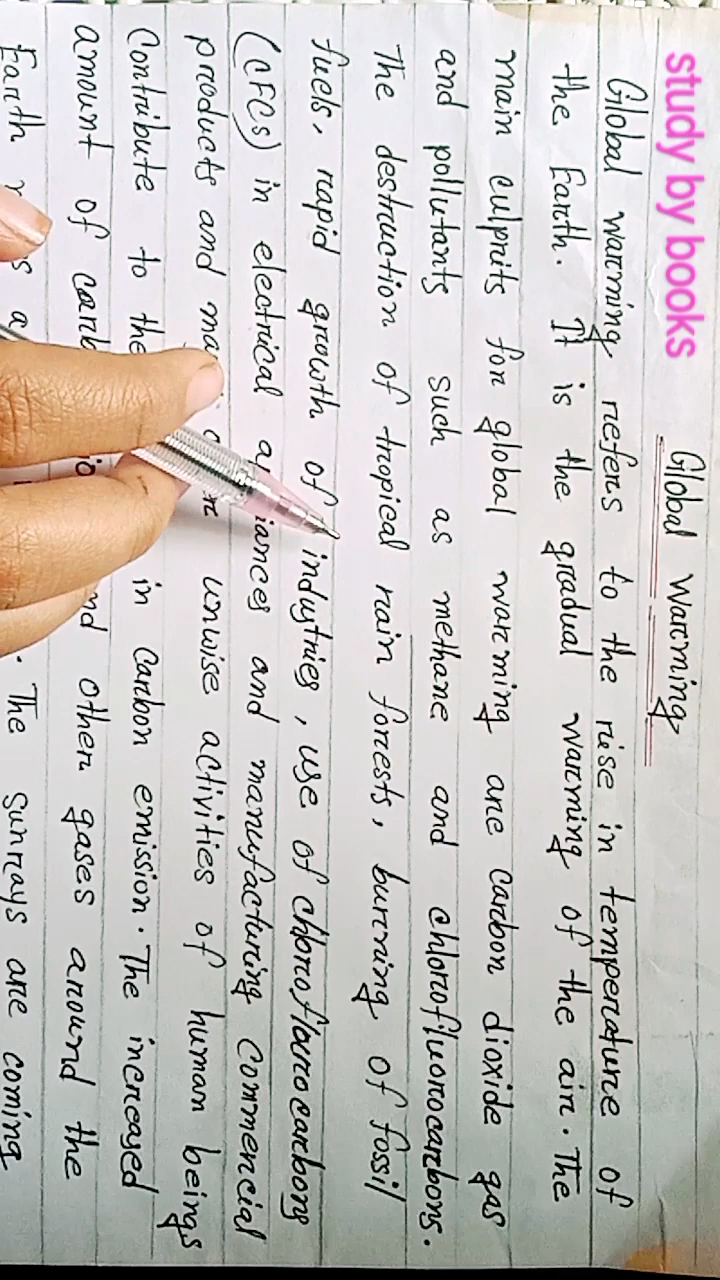 study by books
Global Warming
Global warming refers to the rise in temperature of
the Earth. It is the gradual warming of the air. The
main culprits for global warming are carbon dioxide gas
and pollutants such as methane and chlorofluorocarbons.
The destruction of tropical rain forests, burning of fossil
fuels, rapid growth of industries, use of chloroflourocarbons
(CFCs) in electrical and manufacturing commercial
products and unwise activities of human beings
Contribute to the in carbon emission. The increased
amount of and other gases around the
Earth . The sunrays are coming